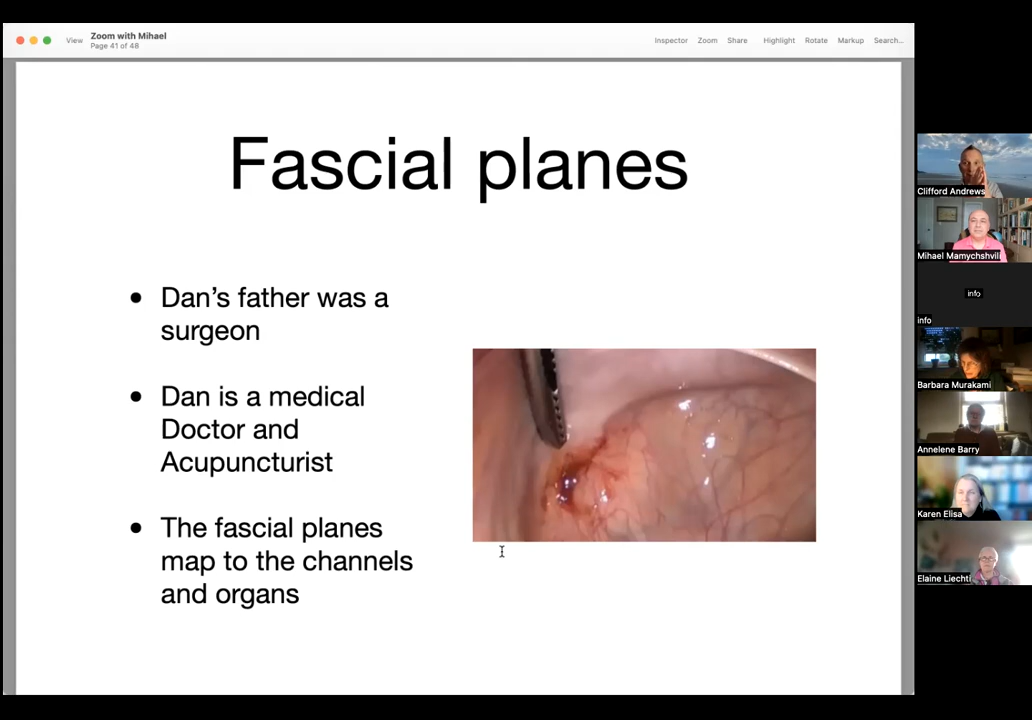 View
Zoom with Mihael
Page 41 of 48
Inspector
Zoom
Share
Highlight
Rotate
Markup
Search...
Fascial planes
• Dan's father was a
surgeon
• Dan is a medical
Doctor and
Acupuncturist
• The fascial planes
map to the channels
and organs
Clifford Andrews
Mihael Mamychshvili
info
info
Barbara Murakami
Annelene Barry
Karen Elisa
Elaine Liechti